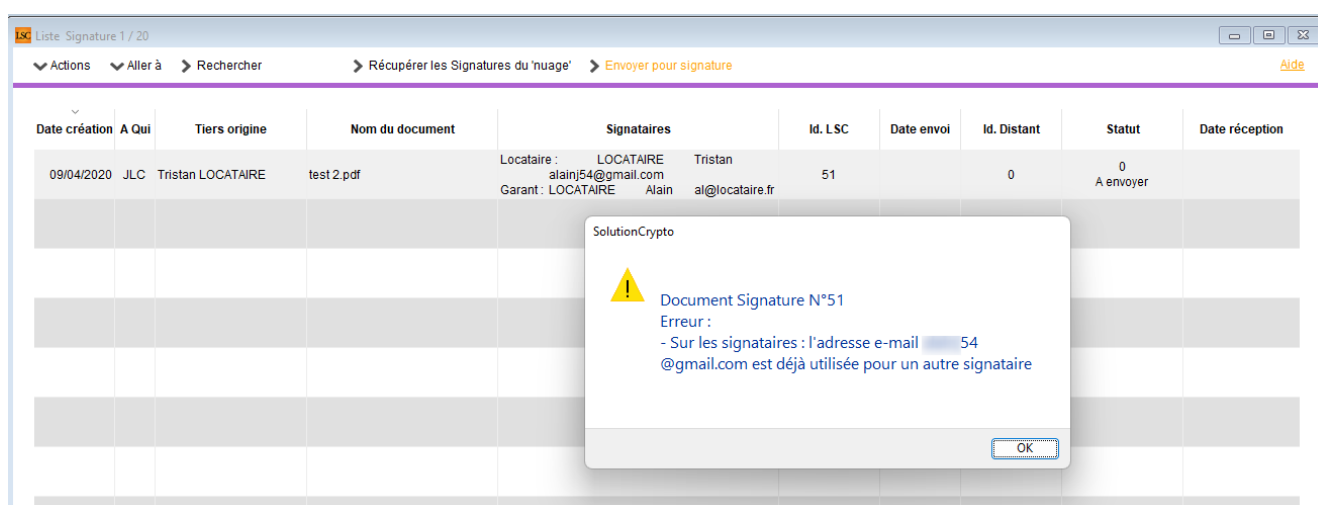 LSC Liste Signature 1 / 20
Actions Aller à Rechercher Récupérer les Signatures du 'nuage' Envoyer pour signature Aide
Date création A Qui Tiers origine Nom du document Signataires Id. LSC Date envoi Id. Distant Statut Date réception
Locataire : LOCATAIRE Tristan
09/04/2020 JLC Tristan LOCATAIRE test 2.pdf alainj54@gmail.com 51 0 0
A envoyer
Garant : LOCATAIRE Alain al@locataire.fr
SolutionCrypto
Document Signature N°51
Erreur :
- Sur les signataires : l'adresse e-mail 54
@gmail.com est déjà utilisée pour un autre signataire
OK